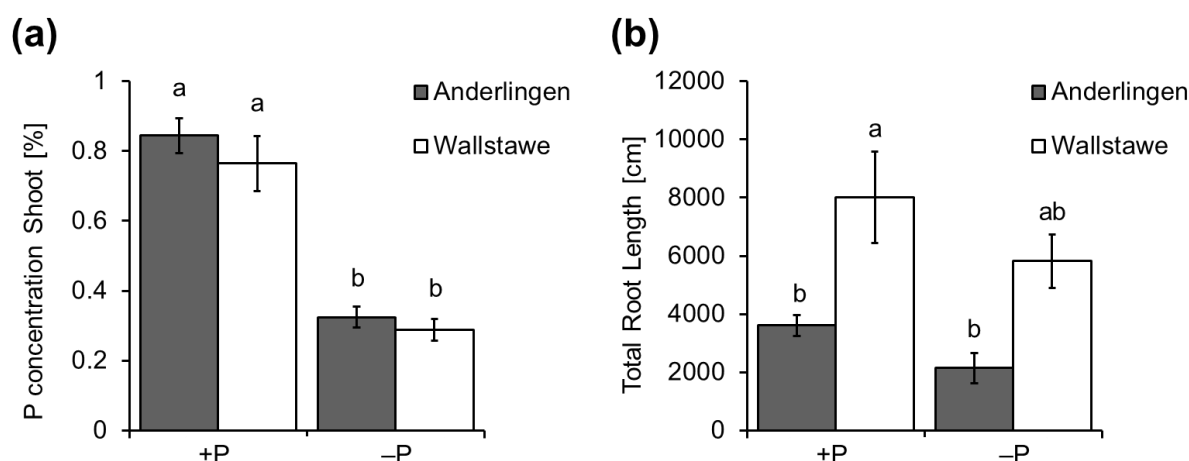 (a)
P concentration Shoot [%]
1
0.8
0.6
0.4
0.2
0
a
a
b
b
Anderlingen
Wallstawe
+P
–P
(b)
Total Root Length [cm]
12000
10000
8000
6000
4000
2000
0
b
a
b
ab
Anderlingen
Wallstawe
+P
–P